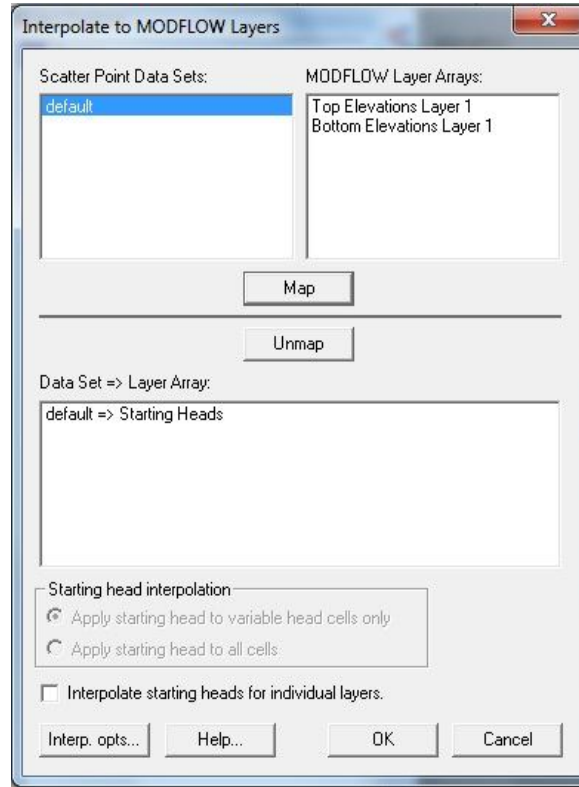 Interpolate to MODFLOW Layers
Scatter Point Data Sets:
MODFLOW Layer Arrays:
default
Top Elevations Layer 1
Bottom Elevations Layer 1
Map
Unmap
Data Set => Layer Array:
default => Starting Heads
Starting head interpolation
Apply starting head to variable head cells only
Apply starting head to all cells
Interpolate starting heads for individual layers.
Interp. opts... Help... OK Cancel